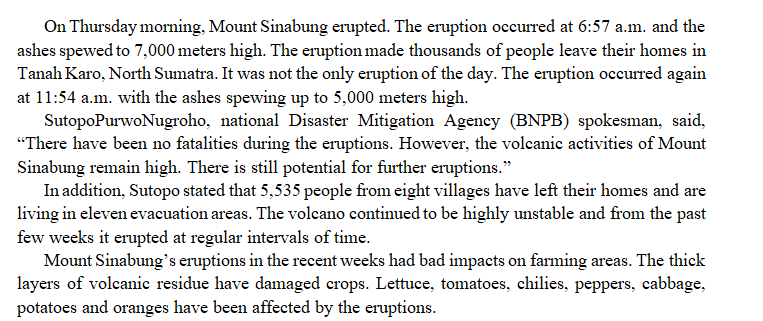 On Thursday morning, Mount Sinabung erupted. The eruption occurred at 6:57 a.m. and the
ashes spewed to 7,000 meters high. The eruption made thousands of people leave their homes in
Tanah Karo, North Sumatra. It was not the only eruption of the day. The eruption occurred again
at 11:54 a.m. with the ashes spewing up to 5,000 meters high.
SutopoPurwoNugroho, national Disaster Mitigation Agency (BNPB) spokesman, said,
“There have been no fatalities during the eruptions. However, the volcanic activities of Mount
Sinabung remain high. There is still potential for further eruptions.”
In addition, Sutopo stated that 5,535 people from eight villages have left their homes and are
living in eleven evacuation areas. The volcano continued to be highly unstable and from the past
few weeks it erupted at regular intervals of time.
Mount Sinabung’s eruptions in the recent weeks had bad impacts on farming areas. The thick
layers of volcanic residue have damaged crops. Lettuce, tomatoes, chilies, peppers, cabbage,
potatoes and oranges have been affected by the eruptions.